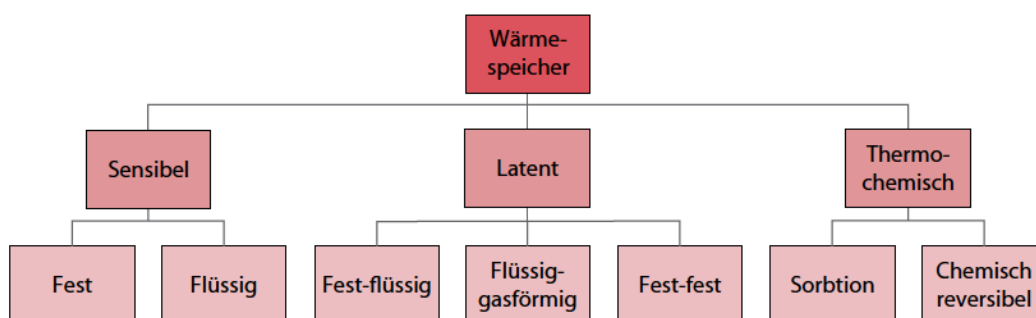 Wärme-
speicher
Sensibel
Latent
Thermo-
chemisch
Fest
Flüssig
Fest-flüssig
Flüssig-
gasförmig
Fest-fest
Sorbtion
Chemisch
reversibel